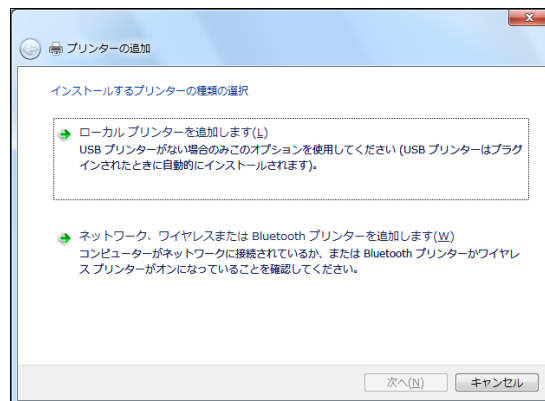 プリンターの追加
インストールするプリンターの種類の選択
ローカル プリンターを追加します(L)
USB プリンターがない場合のみこのオプションを使用してください (USB プリンターはプラグ
インされたときに自動的にインストールされます)。
ネットワーク、ワイヤレスまたは Bluetooth プリンターを追加します(W)
コンピューターがネットワークに接続されているか、または Bluetooth プリンターかワイヤレ
ス プリンターがオンになっていることを確認してください。
次へ(N)
キャンセル